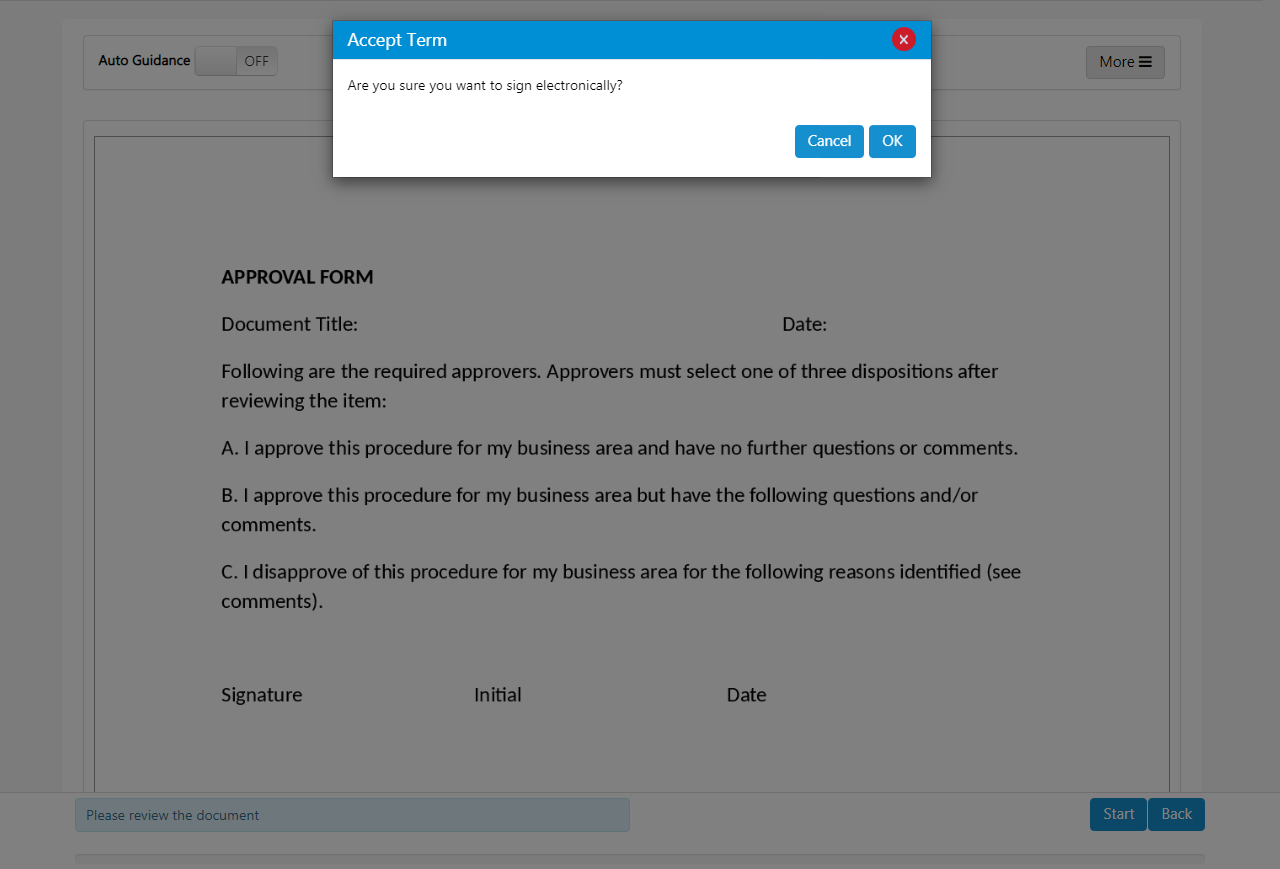 Accept Term
Are you sure you want to sign electronically?
Cancel OK
Auto Guidance OFF
More
APPROVAL FORM
Document Title: Date:
Following are the required approvers. Approvers must select one of three dispositions after
reviewing the item:
A. I approve this procedure for my business area and have no further questions or comments.
B. I approve this procedure for my business area but have the following questions and/or
comments.
C. I disapprove of this procedure for my business area for the following reasons identified (see
comments).
Signature Initial Date
Please review the document
Start Back